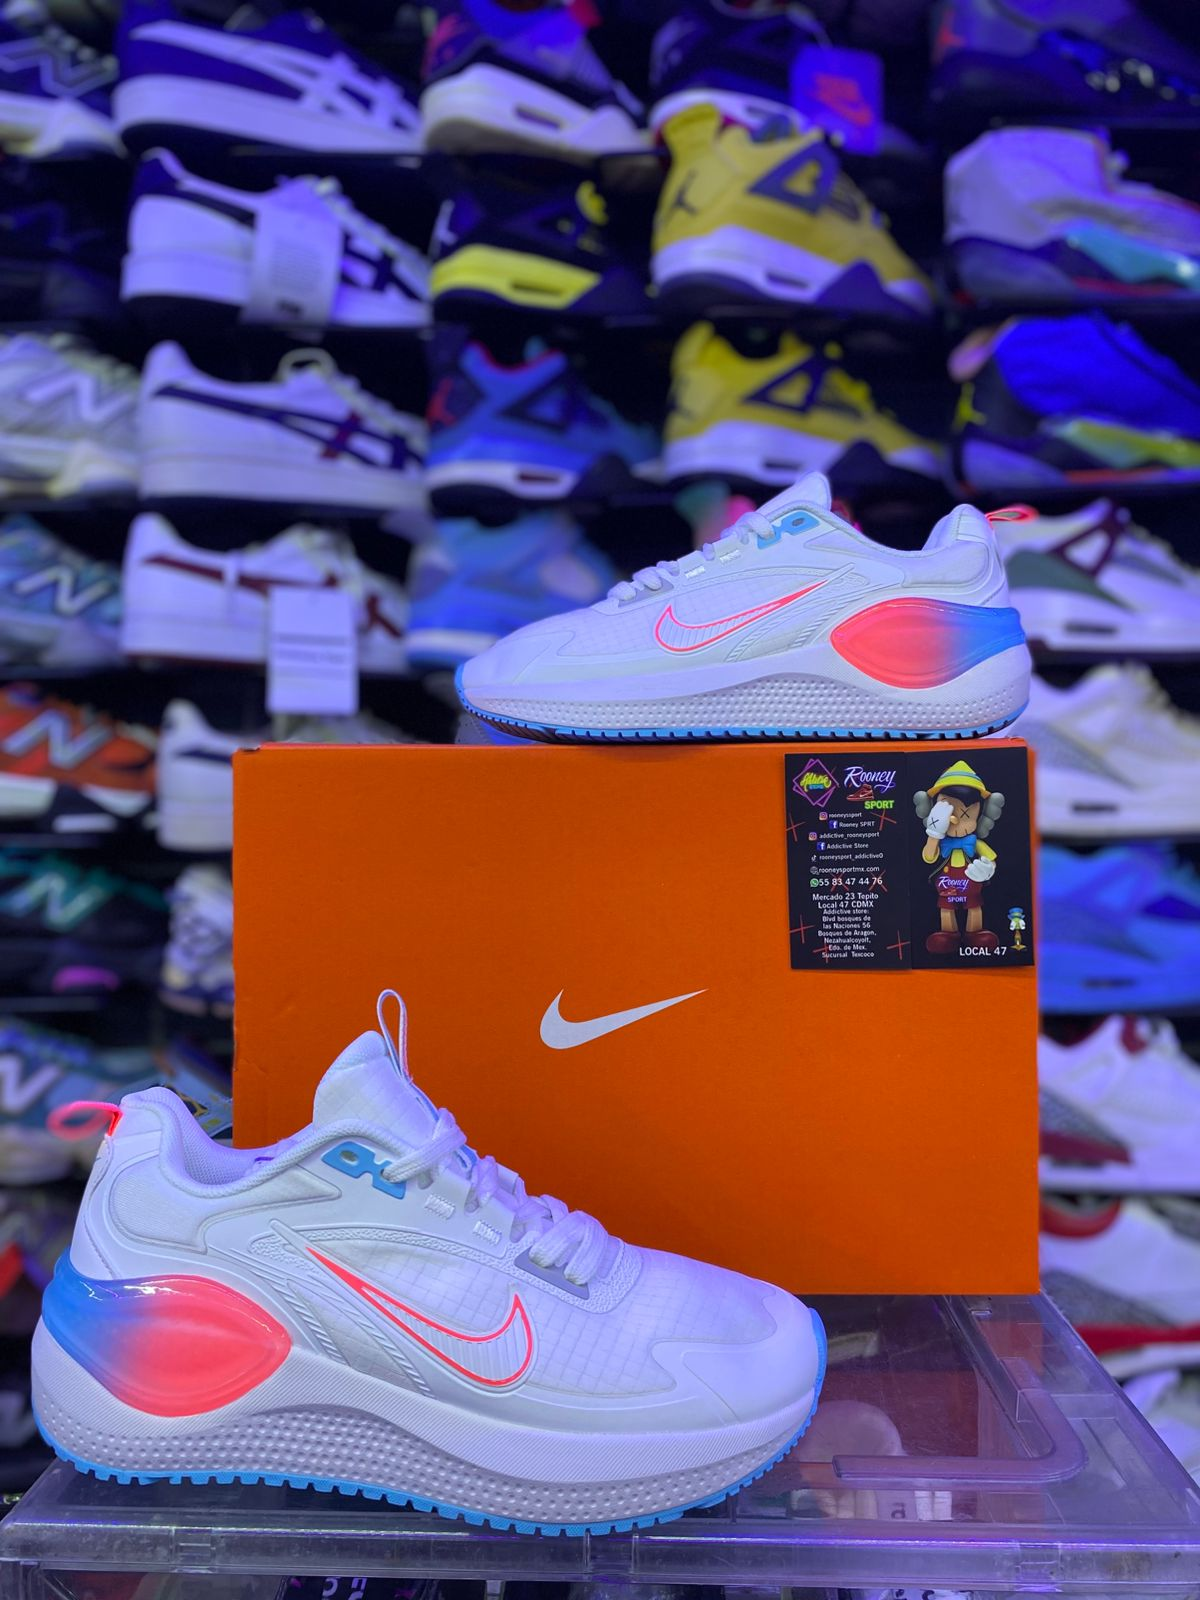 Rooney
SPORT
rooneyssport
Rooney SPRT
addictive_rooneysport
Addictive Store
rooneysport_addictive0
rooneysportmx.com
55 83 47 44 76
Mercado 23 Tepito
Local 47 CDMX
Addictive store:
Blvd bosques de
las Naciones 56
Bosques de Aragon,
Nezahualcoyolt,
Edo. de Mex.
Sucursal Texcoco
Rooney
SPORT
LOCAL 47